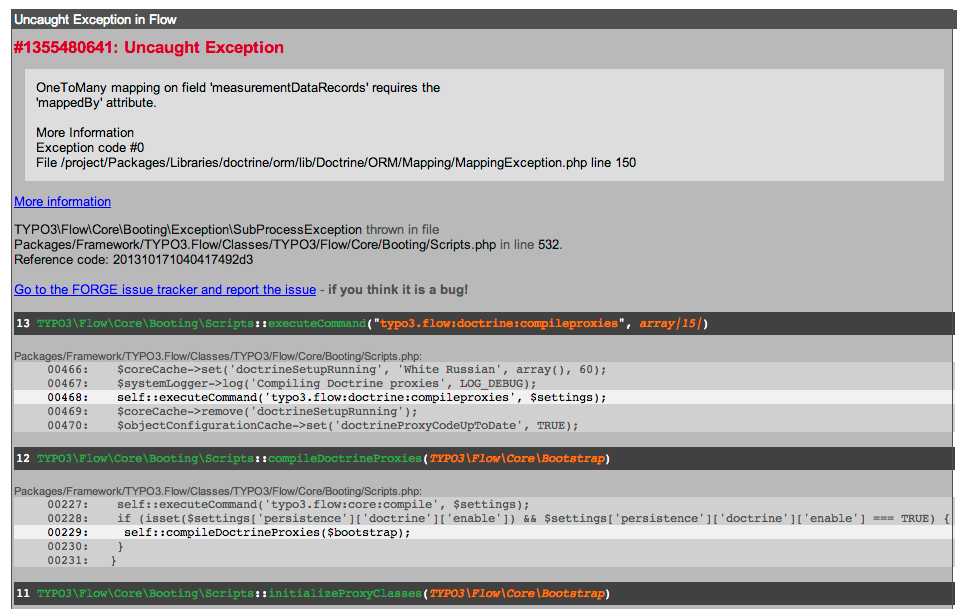 Uncaught Exception in Flow
#1355480641: Uncaught Exception
OneToMany mapping on field 'measurementDataRecords' requires the
'mappedBy' attribute.
More Information
Exception code #0
File /project/Packages/Libraries/doctrine/orm/lib/Doctrine/ORM/Mapping/MappingException.php line 150
More information
TYPO3\Flow\Core\Booting\Exception\SubProcessException thrown in file
Packages/Framework/TYPO3.Flow/Classes/TYPO3/Flow/Core/Booting/Scripts.php in line 532.
Reference code: 201310171040417492d3
Go to the FORGE issue tracker and report the issue - if you think it is a bug!
13 TYPO3\Flow\Core\Booting\Scripts::executeCommand("typo3.flow:doctrine:compileproxies", array|15|)
Packages/Framework/TYPO3.Flow/Classes/TYPO3/Flow/Core/Booting/Scripts.php:
00466: $coreCache->set('doctrineSetupRunning', 'White Russian', array(), 60);
00467: $systemLogger->log('Compiling Doctrine proxies', LOG_DEBUG);
00468: self::executeCommand('typo3.flow:doctrine:compileproxies', $settings);
00469: $coreCache->remove('doctrineSetupRunning');
00470: $objectConfigurationCache->set('doctrineProxyCodeUpToDate', TRUE);
12 TYPO3\Flow\Core\Booting\Scripts::compileDoctrineProxies(TYPO3\Flow\Core\Bootstrap)
Packages/Framework/TYPO3.Flow/Classes/TYPO3/Flow/Core/Booting/Scripts.php:
00227: self::executeCommand('typo3.flow:core:compile', $settings);
00228: if (isset($settings['persistence']['doctrine']['enable']) && $settings['persistence']['doctrine']['enable'] === TRUE) {
00229: self::compileDoctrineProxies($bootstrap);
00230: }
00231: }
11 TYPO3\Flow\Core\Booting\Scripts::initializeProxyClasses(TYPO3\Flow\Core\Bootstrap)